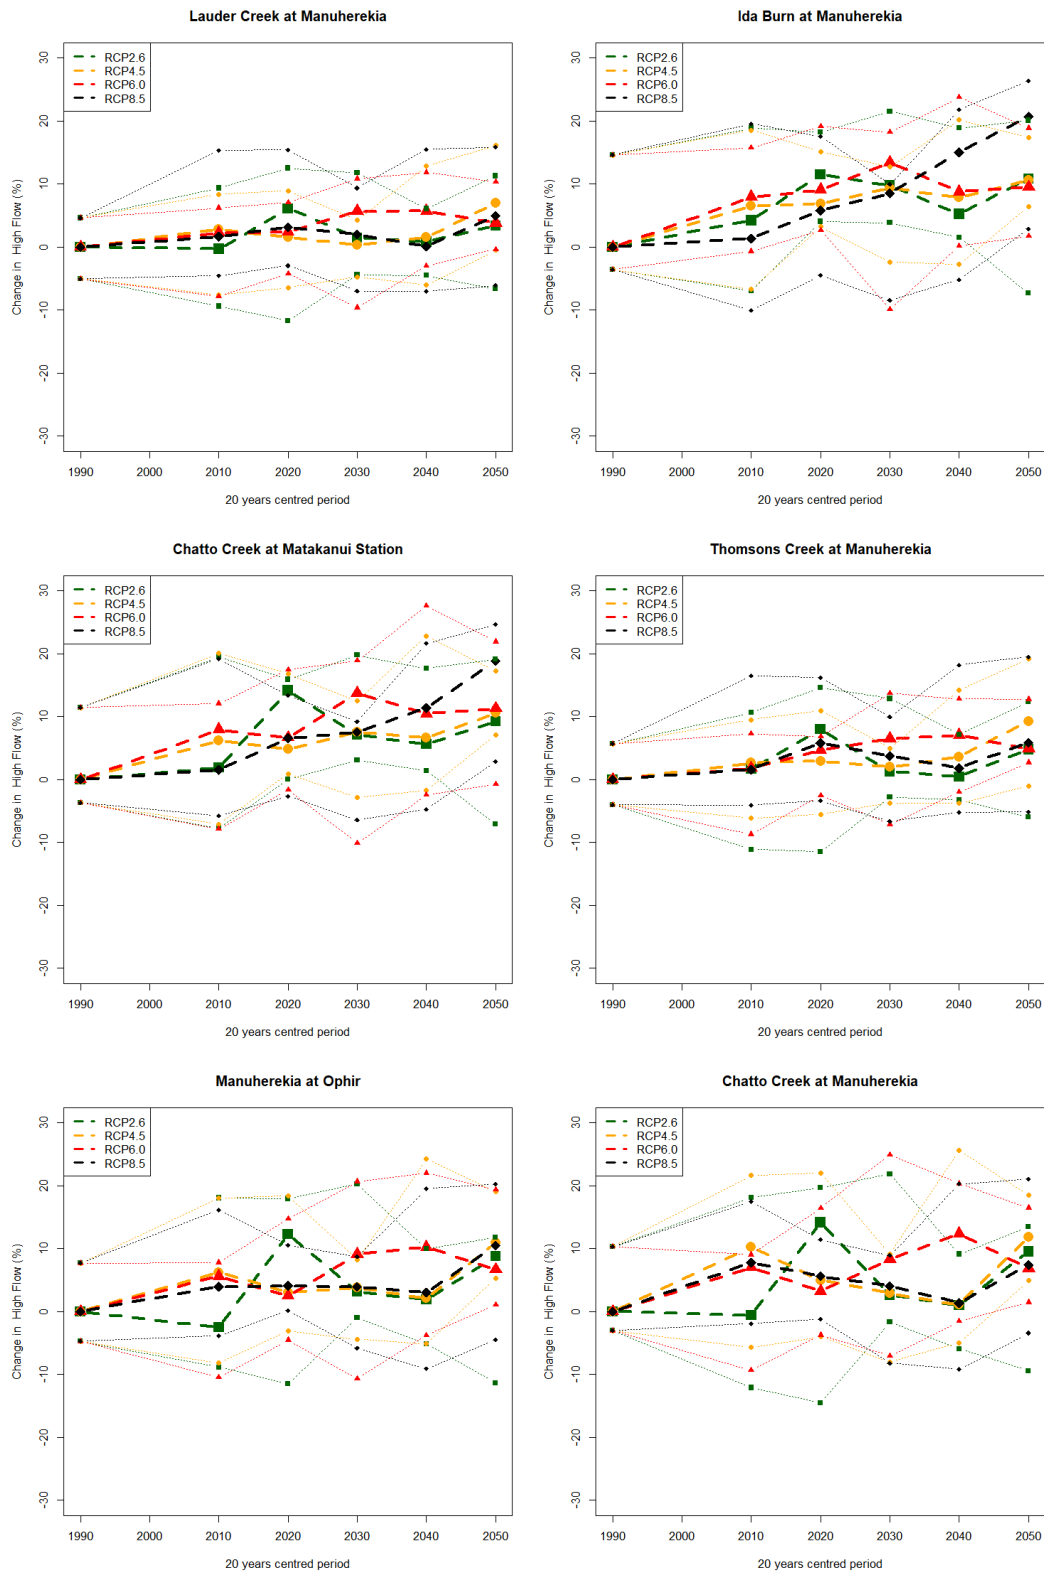 Lauder Creek at Manuherekia
Change in High Flow (%)
30
20
10
0
-10
-20
-30
RCP2.6
RCP4.5
RCP6.0
RCP8.5
1990 2000 2010 2020 2030 2040 2050
20 years centred period
Ida Burn at Manuherekia
Change in High Flow (%)
30
20
10
0
-10
-20
-30
RCP2.6
RCP4.5
RCP6.0
RCP8.5
1990 2000 2010 2020 2030 2040 2050
20 years centred period
Chatto Creek at Matakanui Station
Change in High Flow (%)
30
20
10
0
-10
-20
-30
RCP2.6
RCP4.5
RCP6.0
RCP8.5
1990 2000 2010 2020 2030 2040 2050
20 years centred period
Thomsons Creek at Manuherekia
Change in High Flow (%)
30
20
10
0
-10
-20
-30
RCP2.6
RCP4.5
RCP6.0
RCP8.5
1990 2000 2010 2020 2030 2040 2050
20 years centred period
Manuherekia at Ophir
Change in High Flow (%)
30
20
10
0
-10
-20
-30
RCP2.6
RCP4.5
RCP6.0
RCP8.5
1990 2000 2010 2020 2030 2040 2050
20 years centred period
Chatto Creek at Manuherekia
Change in High Flow (%)
30
20
10
0
-10
-20
-30
RCP2.6
RCP4.5
RCP6.0
RCP8.5
1990 2000 2010 2020 2030 2040 2050
20 years centred period